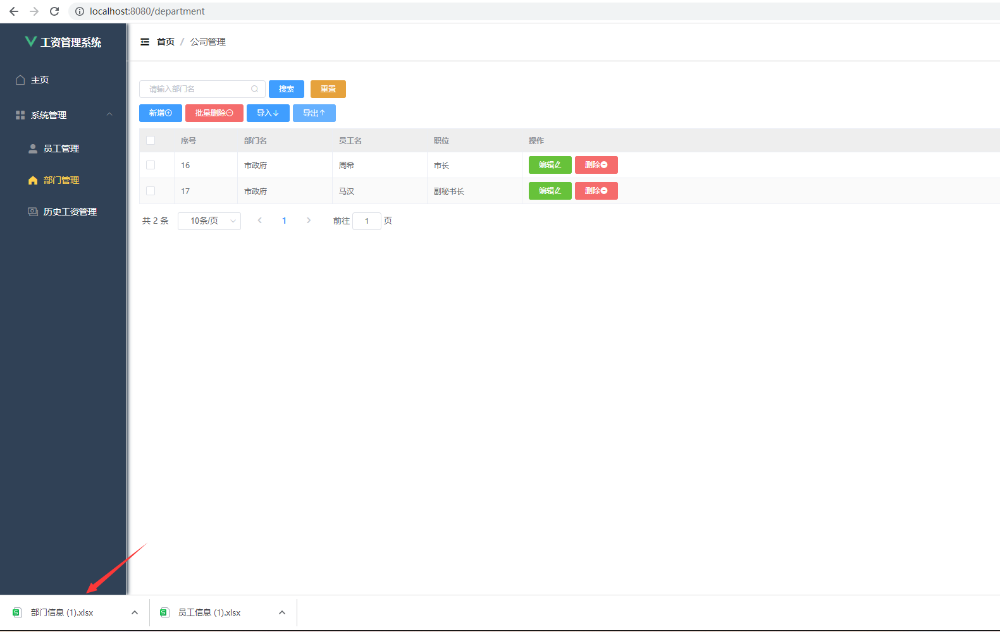 localhost:8080/department
工资管理系统
首页 / 公司管理
主页
系统管理
员工管理
部门管理
历史工资管理
请输入部门名 搜索 重置
新增 批量删除 导入 导出
序号 部门名 员工名 职位 操作
16 市政府 周希 市长 编辑 删除
17 市政府 马汉 副秘书长 编辑 删除
共 2 条 10条/页 1 前往 1 页
部门信息 (1).xlsx 员工信息 (1).xlsx